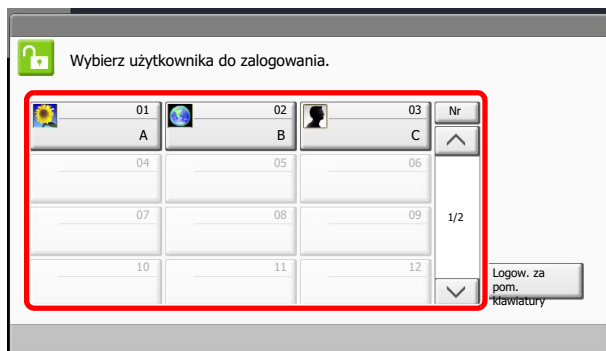 Wybierz użytkownika do zalogowania.
01 02 03 Nr
A B C
04 05 06
07 08 09 1/2
10 11 12
Logow. za
pom.
klawiatury